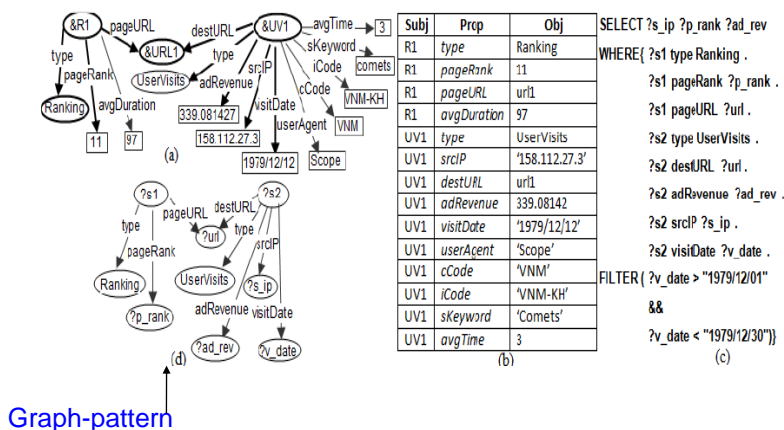 &R1
pageURL
destURL
&UV1
avgTime
3
&URL1
sKeyword
type
UserVisits
type
srcIP
iCode
comets
pageRank
adRevenue
cCode
VNM-KH
Ranking
avgDuration
339.081427
visitDate
VNM
11
97
158.112.27.3
userAgent
(a)
1979/12/12
Scope
?s1
?s2
type
pageURL
destURL
?url
type
srcIP
pageRank
Ranking
UserVisits
?s_ip
?p_rank
adRevenue
visitDate
(d)
?ad_rev
?v_date
Graph-pattern
Subj Prop Obj
R1 type Ranking
R1 pageRank 11
R1 pageURL url1
R1 avgDuration 97
UV1 type UserVisits
UV1 srcIP '158.112.27.3'
UV1 destURL url1
UV1 adRevenue 339.08142
UV1 visitDate '1979/12/12'
UV1 userAgent 'Scope'
UV1 cCode 'VNM'
UV1 iCode 'VNM-KH'
UV1 sKeyword 'Comets'
UV1 avgTime 3
(b)
SELECT ?s_ip ?p_rank ?ad_rev
WHERE{ ?s1 type Ranking .
?s1 pageRank ?p_rank .
?s1 pageURL ?url .
?s2 type UserVisits .
?s2 destURL ?url .
?s2 adRevenue ?ad_rev .
?s2 srcIP ?s_ip .
?s2 visitDate ?v_date .
FILTER ( ?v_date > "1979/12/01"
&&
?v_date < "1979/12/30")}
(c)